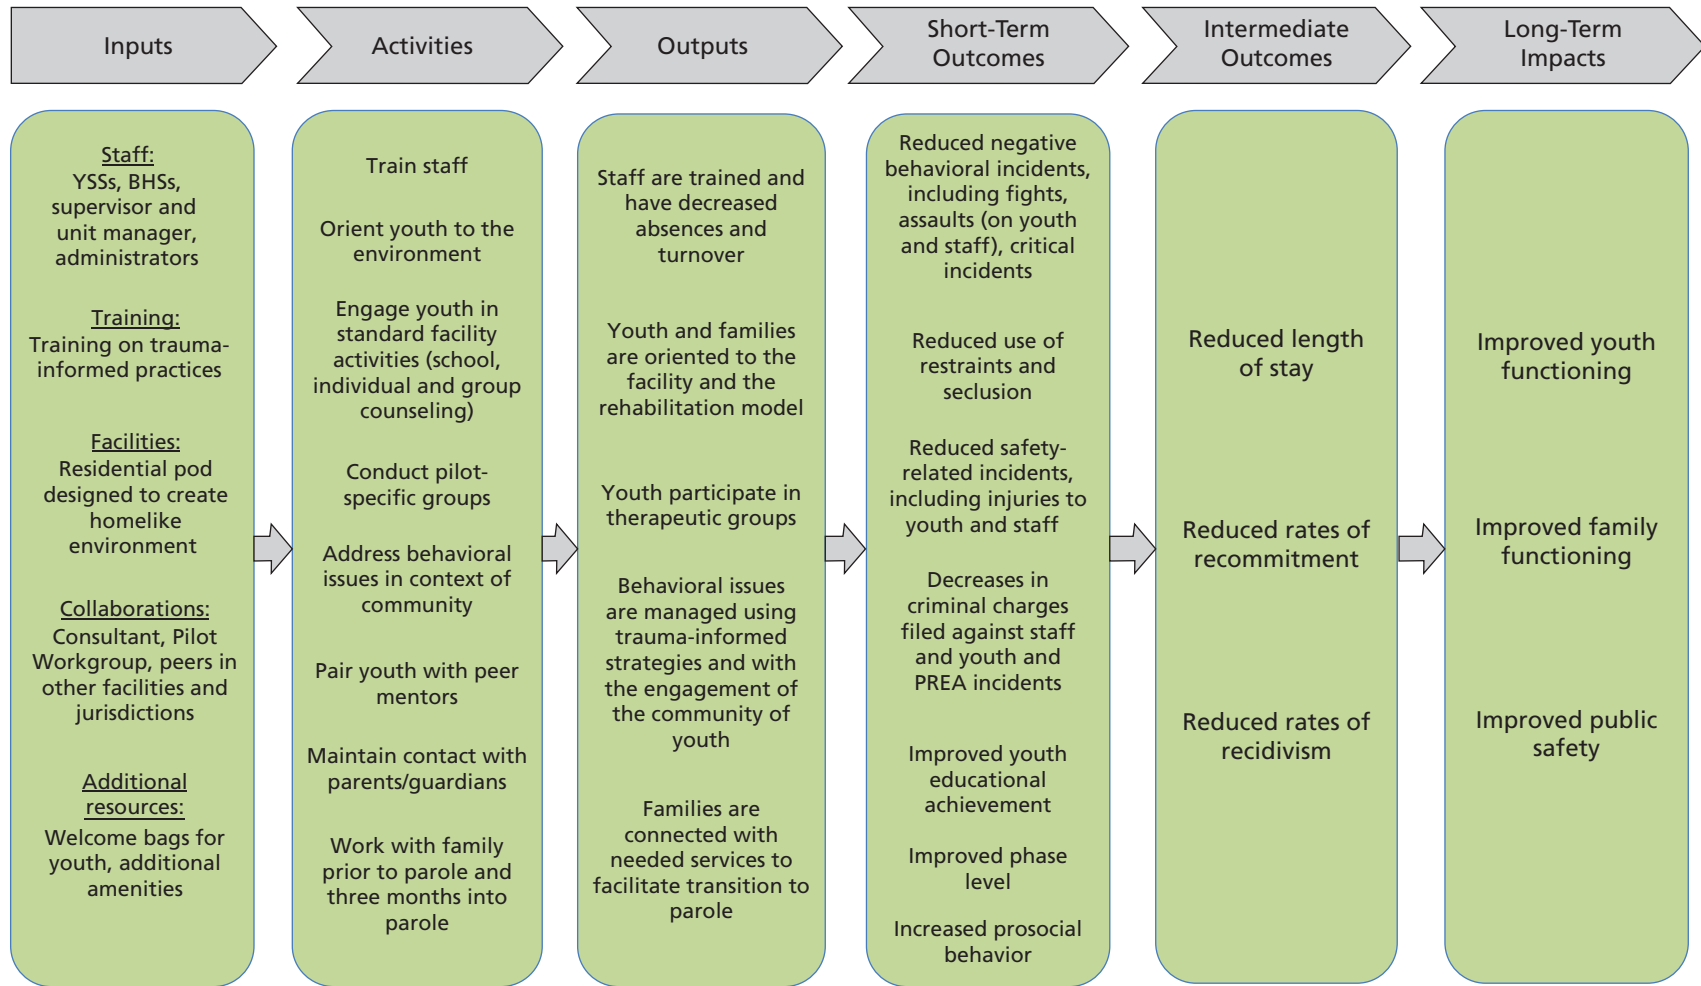 Inputs
Activities
Outputs
Short-Term
Outcomes
Intermediate
Outcomes
Long-Term
Impacts
Staff:
YSSs, BHSs,
supervisor and
unit manager,
administrators
Training:
Training on trauma-
informed practices
Facilities:
Residential pod
designed to create
homelike
environment
Collaborations:
Consultant, Pilot
Workgroup, peers in
other facilities and
jurisdictions
Additional
resources:
Welcome bags for
youth, additional
amenities
Train staff
Orient youth to the
environment
Engage youth in
standard facility
activities (school,
individual and group
counseling)
Conduct pilot-
specific groups
Address behavioral
issues in context of
community
Pair youth with peer
mentors
Maintain contact with
parents/guardians
Work with family
prior to parole and
three months into
parole
Staff are trained and
have decreased
absences and
turnover
Youth and families
are oriented to the
facility and the
rehabilitation model
Youth participate in
therapeutic groups
Behavioral issues
are managed using
trauma-informed
strategies and with
the engagement of
the community of
youth
Families are
connected with
needed services to
facilitate transition to
parole
Reduced negative
behavioral incidents,
including fights,
assaults (on youth
and staff), critical
incidents
Reduced use of
restraints and
seclusion
Reduced safety-
related incidents,
including injuries to
youth and staff
Decreases in
criminal charges
filed against staff
and youth and
PREA incidents
Improved youth
educational
achievement
Improved phase
level
Increased prosocial
behavior
Reduced length
of stay
Reduced rates of
recommitment
Reduced rates of
recidivism
Improved youth
functioning
Improved family
functioning
Improved public
safety